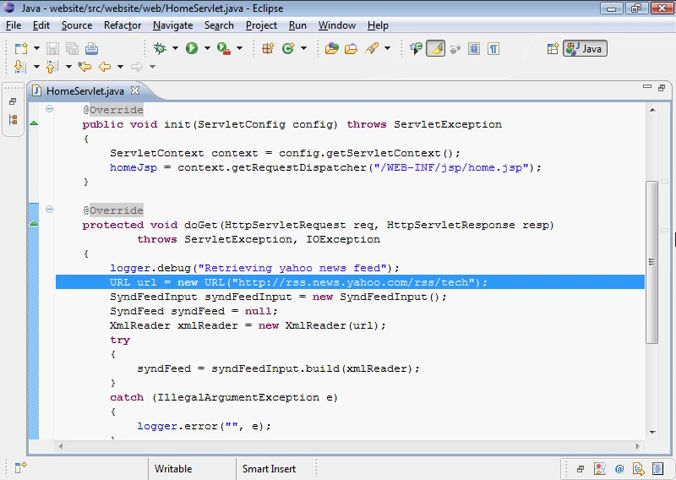 Java - website/src/website/web/HomeServlet.java - Eclipse
File Edit Source Refactor Navigate Search Project Run Window Help
Java
HomeServlet.java
@Override
public void init(ServletConfig config) throws ServletException
{
ServletContext context = config.getServletContext();
homeJsp = context.getRequestDispatcher("/WEB-INF/jsp/home.jsp");
}
@Override
protected void doGet(HttpServletRequest req, HttpServletResponse resp)
throws ServletException, IOException
{
logger.debug("Retrieving yahoo news feed");
URL url = new URL("http://rss.news.yahoo.com/rss/tech");
SyndFeedInput syndFeedInput = new SyndFeedInput();
SyndFeed syndFeed = null;
XmlReader xmlReader = new XmlReader(url);
try
{
syndFeed = syndFeedInput.build(xmlReader);
}
catch (IllegalArgumentException e)
{
logger.error("", e);
Writable Smart Insert